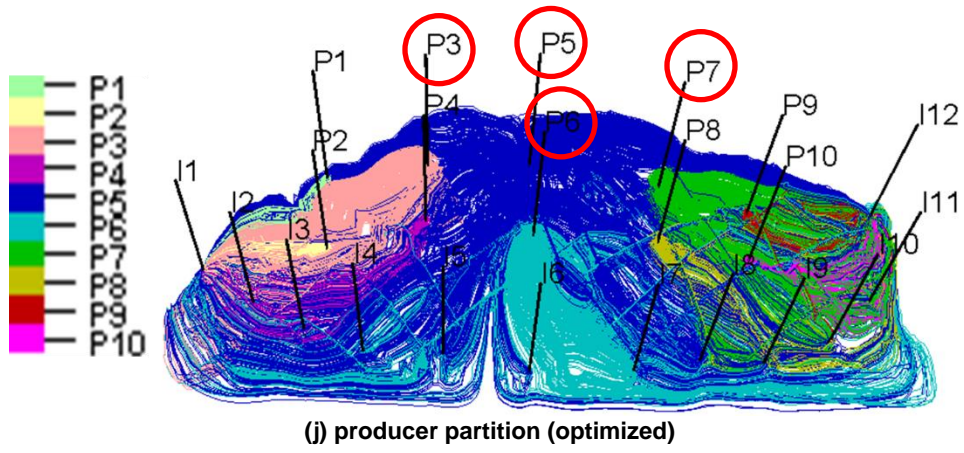 P1
P2
P3
P4
P5
P6
P7
P8
P9
P10
P1
P2
P3
P4
P5
P6
P7
P8
P9
P10
I1
I2
I3
I4
I5
I6
I7
I8
I9
I10
I11
I12
(j) producer partition (optimized)